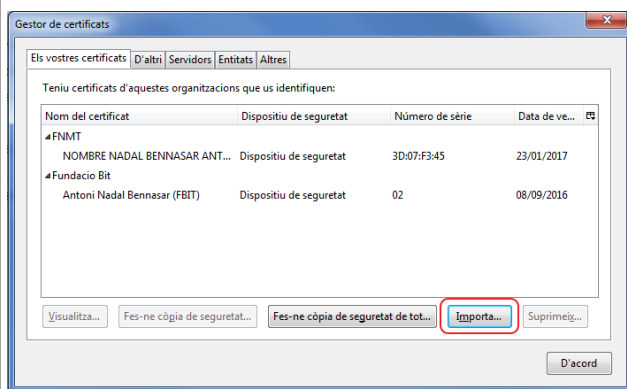 Gestor de certificats
Els vostres certificats D'altri Servidors Entitats Altres
Teniu certificats d'aquestes organitzacions que us identifiquen:
Nom del certificat Dispositiu de seguretat Número de sèrie Data de ve...
FNMT
NOMBRE NADAL BENNASAR ANT... Dispositiu de seguretat 3D:07:F3:45 23/01/2017
Fundacio Bit
Antoni Nadal Bennasar (FBIT) Dispositiu de seguretat 02 08/09/2016
Visualitza... Fes-ne còpia de seguretat... Fes-ne còpia de seguretat de tot... Importa... Suprimeix...
D'acord